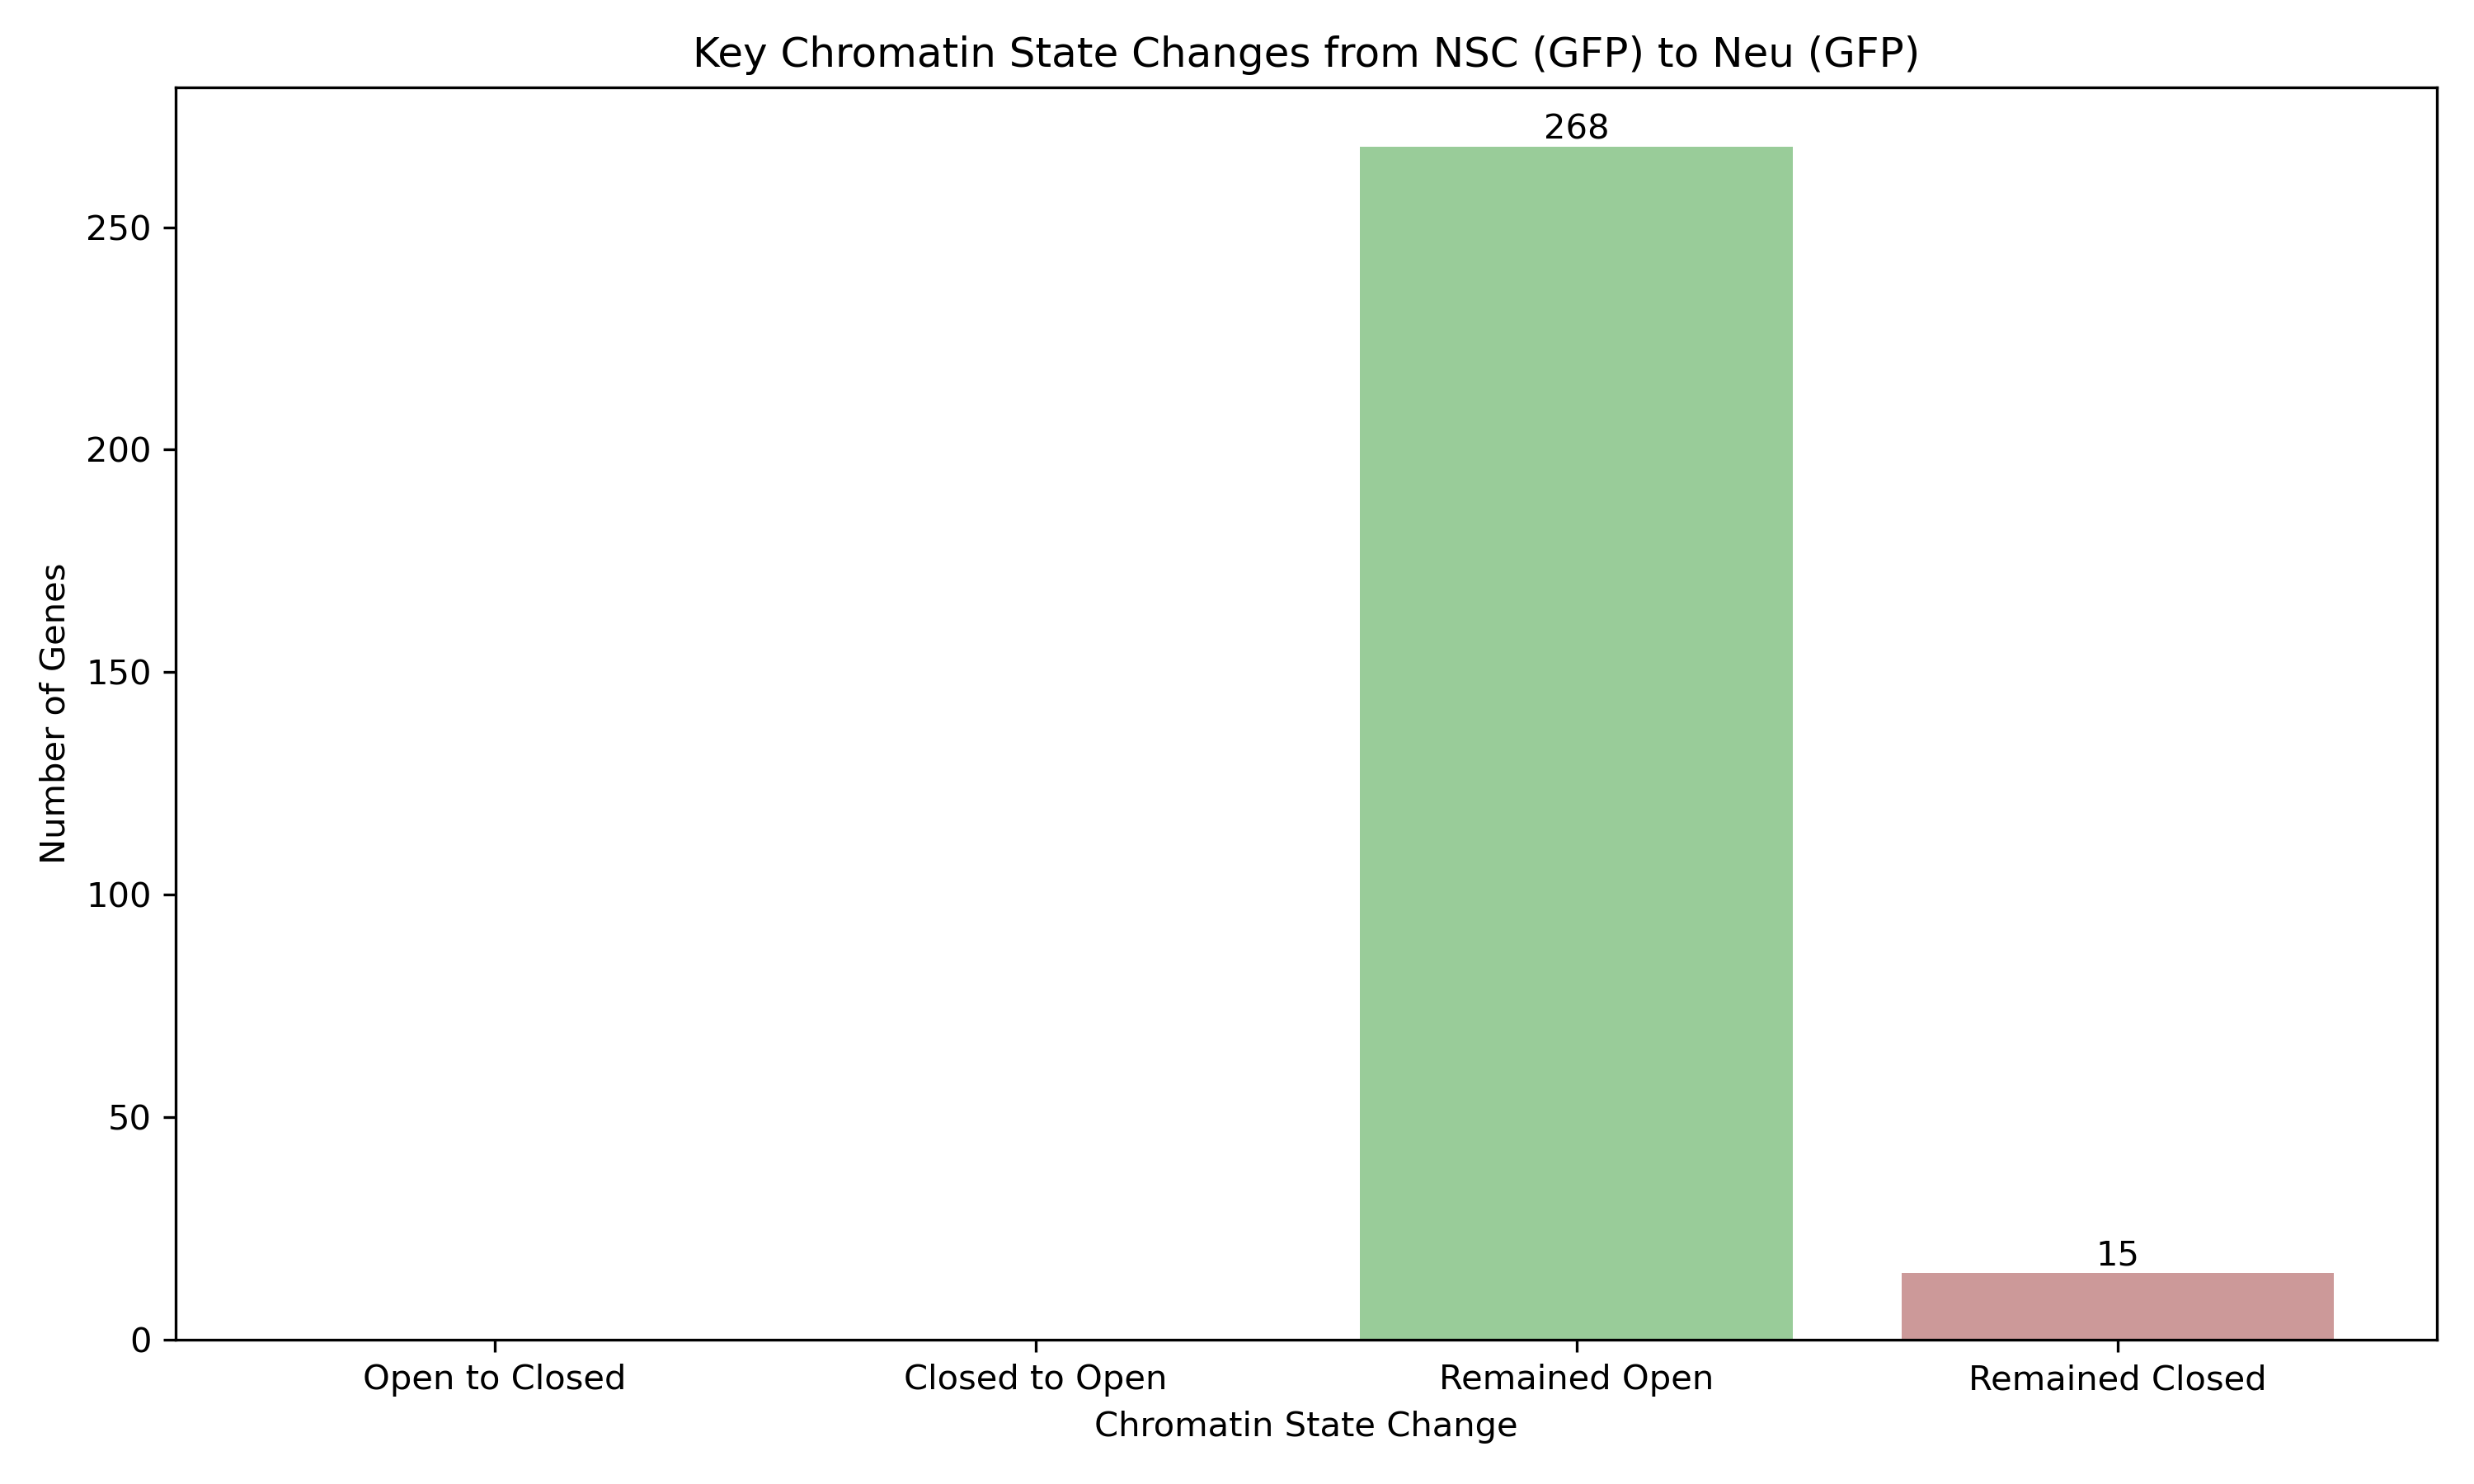 Key Chromatin State Changes from NSC (GFP) to Neu (GFP)
268
250
200
150
100
50
15
0
Number of Genes
Open to Closed
Closed to Open
Remained Open
Remained Closed
Chromatin State Change